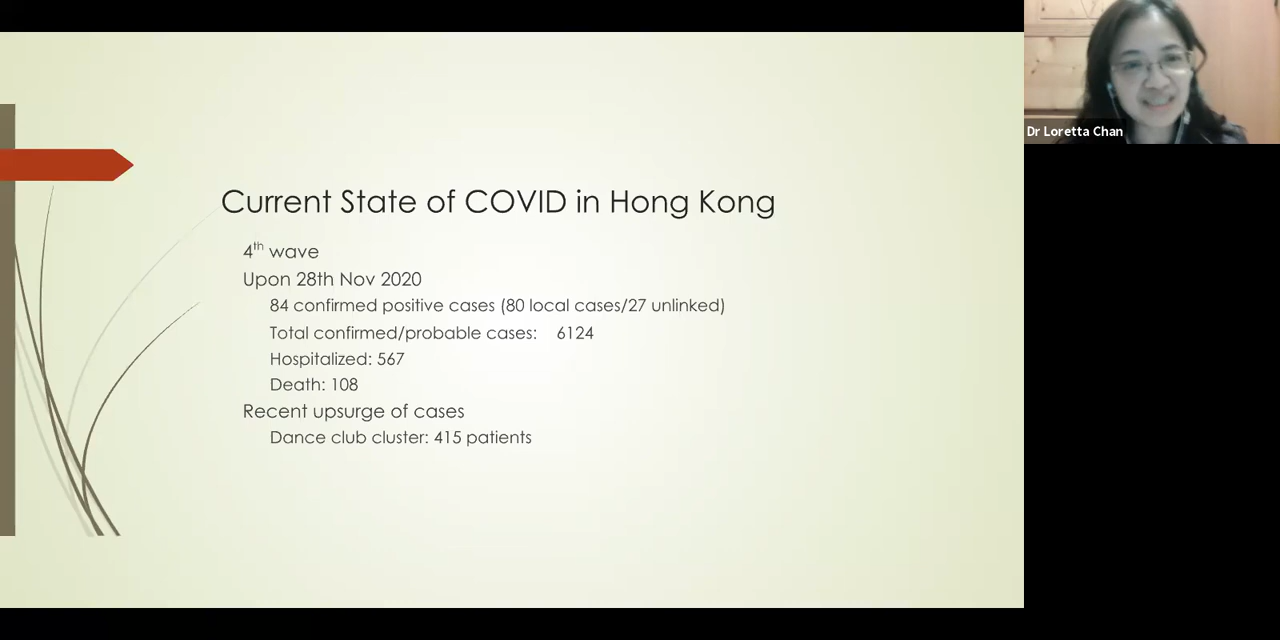 Current State of COVID in Hong Kong
4th wave
Upon 28th Nov 2020
84 confirmed positive cases (80 local cases/27 unlinked)
Total confirmed/probable cases: 6124
Hospitalized: 567
Death: 108
Recent upsurge of cases
Dance club cluster: 415 patients
Dr Loretta Chan